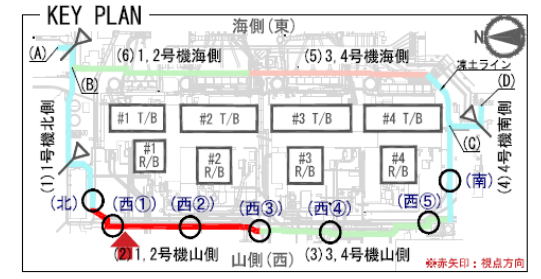 KEY PLAN
海側(東)
N
(A)
(6)1,2号機海側
(5)3,4号機海側
凍土ライン
(B)
(D)
#1 T/B
#2 T/B
#3 T/B
#4 T/B
(1)1号機北側
#1
R/B
#2
R/B
#3
R/B
#4
R/B
(C)
(4)4号機南側
(北)
(西①)
(西②)
(西③)
(西④)
(西⑤)
(南)
(2)1,2号機山側
山側(西)
(3)3,4号機山側
※赤矢印:視点方向